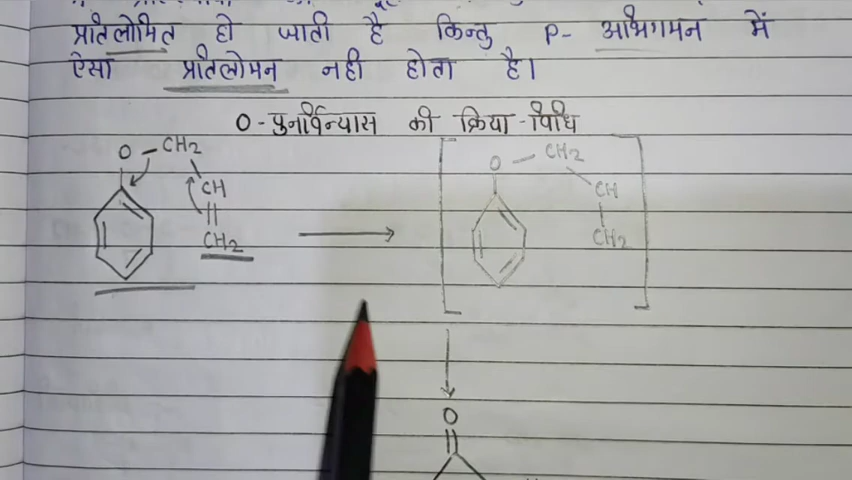 प्रतिलोमित हो जाती है किन्तु P- अभिगमन में
ऐसा प्रतिलोमन नही होता है।
O-पुनर्विन्यास की क्रिया-विधि
O - CH2
CH
CH2
O - CH2
CH
CH2
O